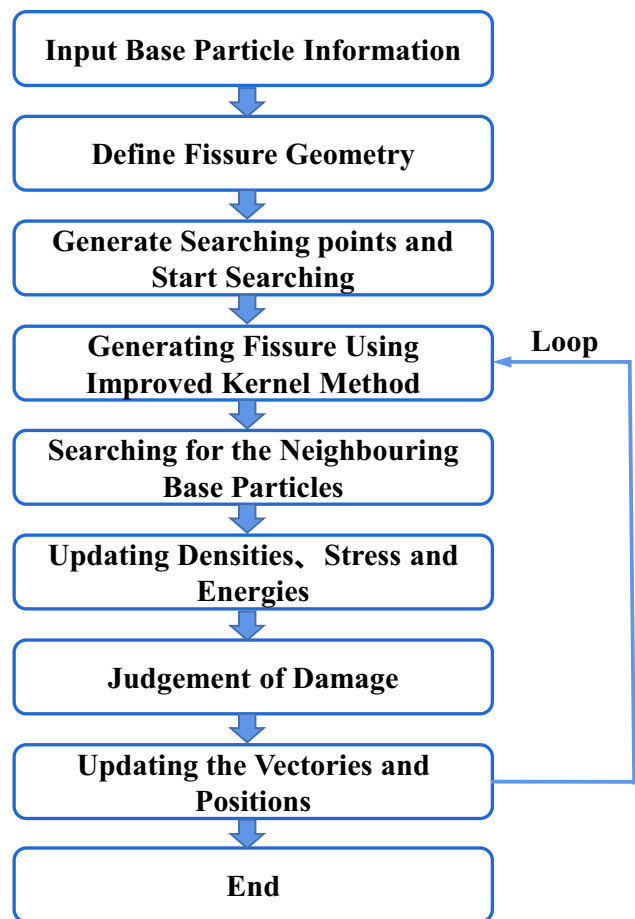 Input Base Particle Information
Define Fissure Geometry
Generate Searching points and
Start Searching
Generating Fissure Using
Improved Kernel Method
Loop
Searching for the Neighbouring
Base Particles
Updating Densities、Stress and
Energies
Judgement of Damage
Updating the Vectories and
Positions
End